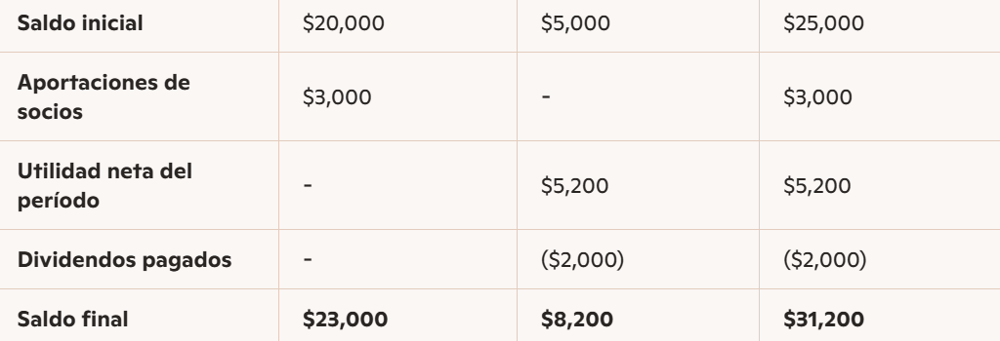 Saldo inicial $20,000 $5,000 $25,000
Aportaciones de
socios $3,000 - $3,000
Utilidad neta del
período - $5,200 $5,200
Dividendos pagados - ($2,000) ($2,000)
Saldo final $23,000 $8,200 $31,200